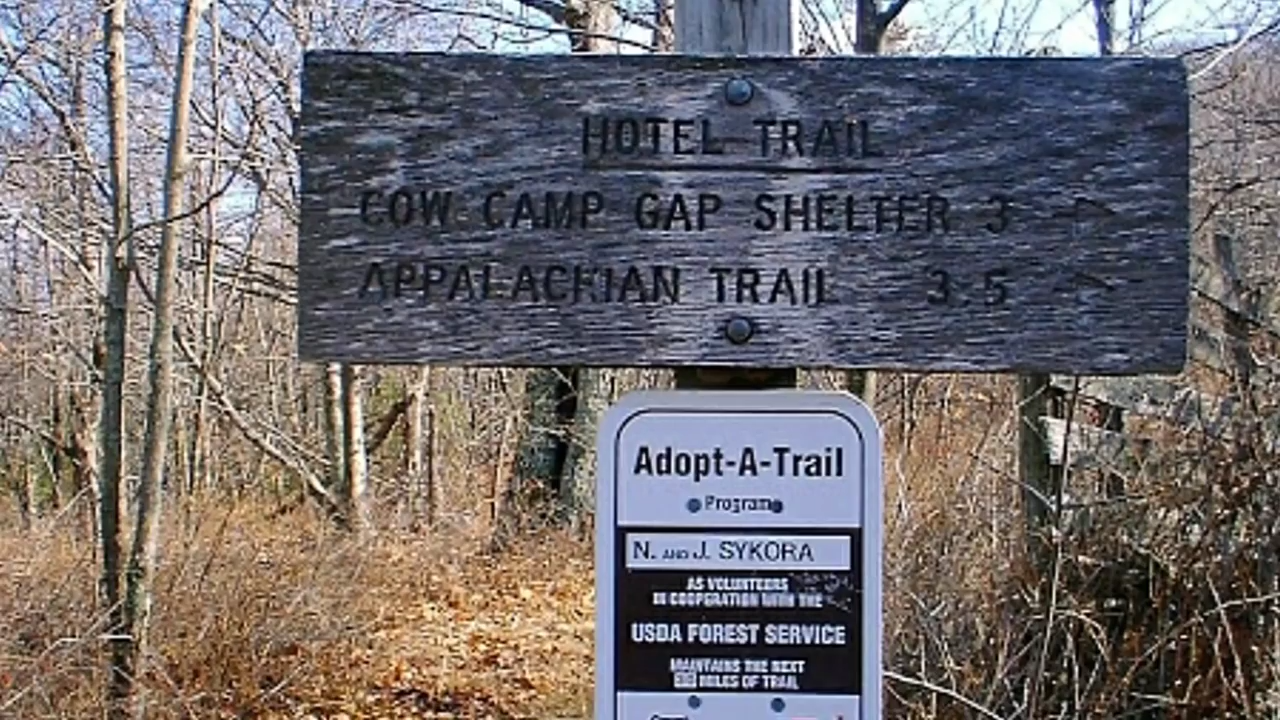 HOTEL TRAIL
COW CAMP GAP SHELTER 3
APPALACHIAN TRAIL 3.5
Adopt-A-Trail
Program
N. AND J. SYKORA
AS VOLUNTEERS
IN COOPERATION WITH THE
USDA FOREST SERVICE
MAINTAINS THE NEXT
MILES OF TRAIL